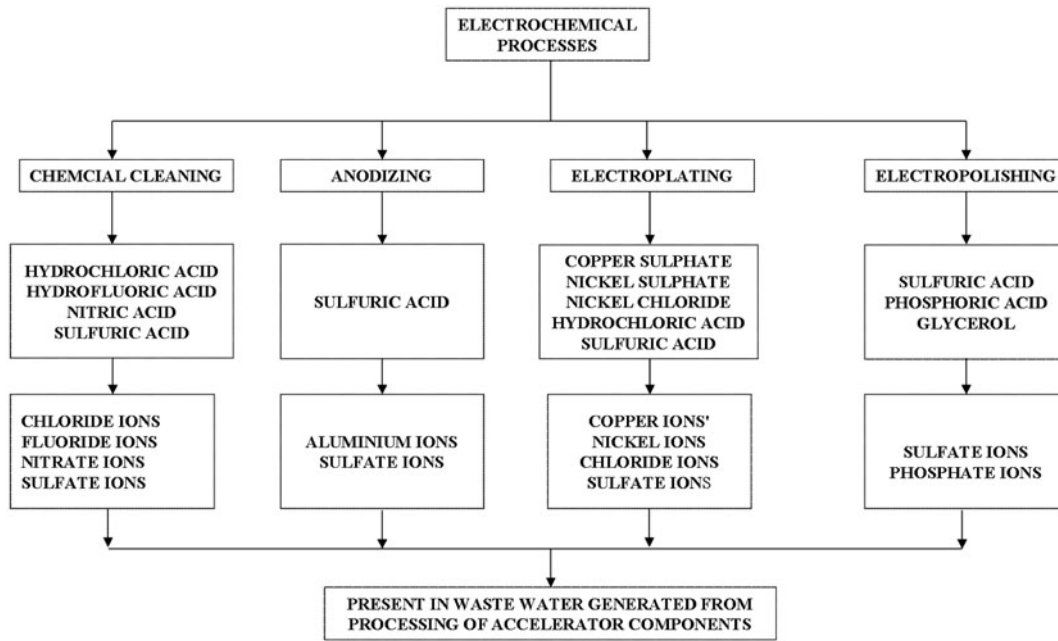 ELECTROCHEMICAL
PROCESSES
CHEMCIAL CLEANING
ANODIZING
ELECTROPLATING
ELECTROPOLISHING
HYDROCHLORIC ACID
HYDROFLUORIC ACID
NITRIC ACID
SULFURIC ACID
SULFURIC ACID
COPPER SULPHATE
NICKEL SULPHATE
NICKEL CHLORIDE
HYDROCHLORIC ACID
SULFURIC ACID
SULFURIC ACID
PHOSPHORIC ACID
GLYCEROL
CHLORIDE IONS
FLUORIDE IONS
NITRATE IONS
SULFATE IONS
ALUMINIUM IONS
SULFATE IONS
COPPER IONS'
NICKEL IONS
CHLORIDE IONS
SULFATE IONS
SULFATE IONS
PHOSPHATE IONS
PRESENT IN WASTE WATER GENERATED FROM
PROCESSING OF ACCELERATOR COMPONENTS